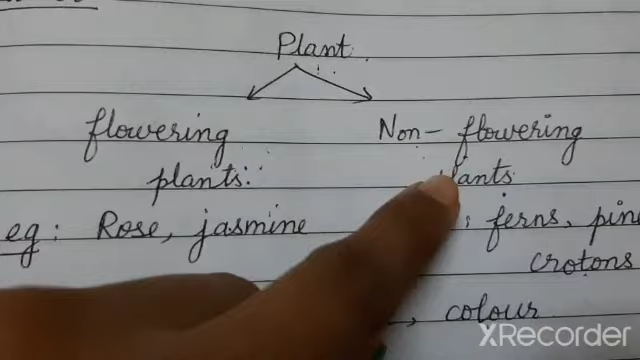 Plant
flowering Non-flowering
plants: plants
eg: Rose, jasmine : ferns, pine
crotons
→ colour
XRecorder